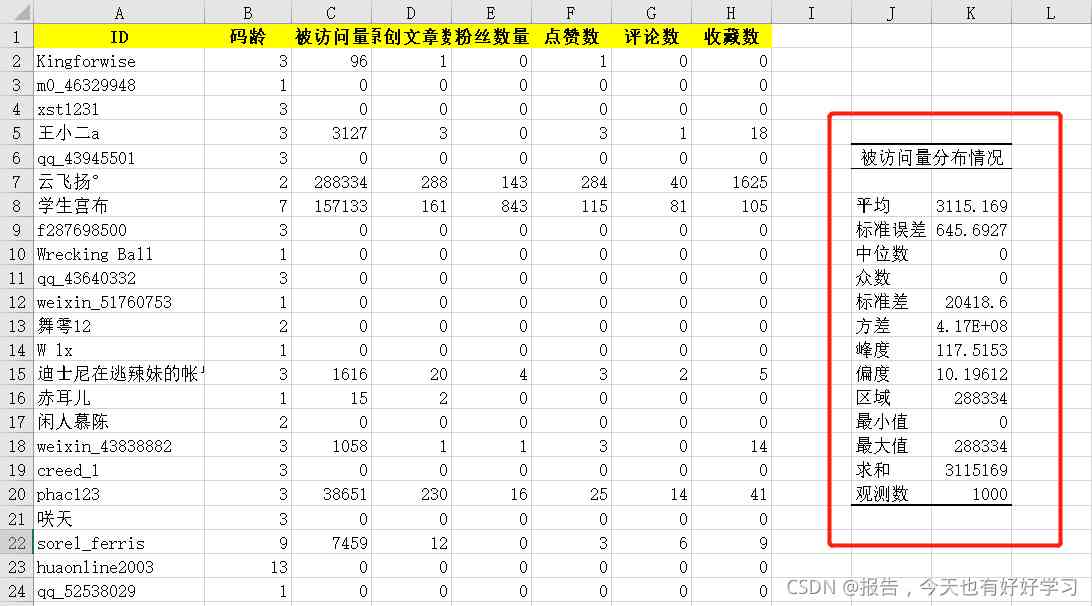 A B C D E F G H I J K L
1 ID 码龄 被访问量 原创文章数 粉丝数量 点赞数 评论数 收藏数
2 Kingforwise 3 96 1 0 1 0 0
3 m0_46329948 1 0 0 0 0 0 0
4 xst1231 3 0 0 0 0 0 0
5 王小二a 3 3127 3 0 3 1 18
6 qq_43945501 3 0 0 0 0 0 0 被访问量分布情况
7 云飞扬° 2 288334 288 143 284 40 1625
8 学生宫布 7 157133 161 843 115 81 105 平均 3115.169
9 f287698500 3 0 0 0 0 0 0 标准误差 645.6927
10 Wrecking Ball 1 0 0 0 0 0 0 中位数 0
11 qq_43640332 3 0 0 0 0 0 0 众数 0
12 weixin_51760753 1 0 0 0 0 0 0 标准差 20418.6
13 舞雩12 2 0 0 0 0 0 0 方差 4.17E+08
14 W lx 1 0 0 0 0 0 0 峰度 117.5153
15 迪士尼在逃辣妹的帐 3 1616 20 4 3 2 5 偏度 10.19612
16 赤耳儿 1 15 2 0 0 0 0 区域 288334
17 闲人慕陈 2 0 0 0 0 0 0 最小值 0
18 weixin_43838882 3 1058 1 1 3 0 14 最大值 288334
19 creed_1 3 0 0 0 0 0 0 求和 3115169
20 phac123 3 38651 230 16 25 14 41 观测数 1000
21 咲天 3 0 0 0 0 0 0
22 sorel_ferris 9 7459 12 0 3 6 9
23 huaonline2003 13 0 0 0 0 0 0
24 qq_52538029 1 0 0 0 0 0 0
CSDN @报告，今天也有好好学习